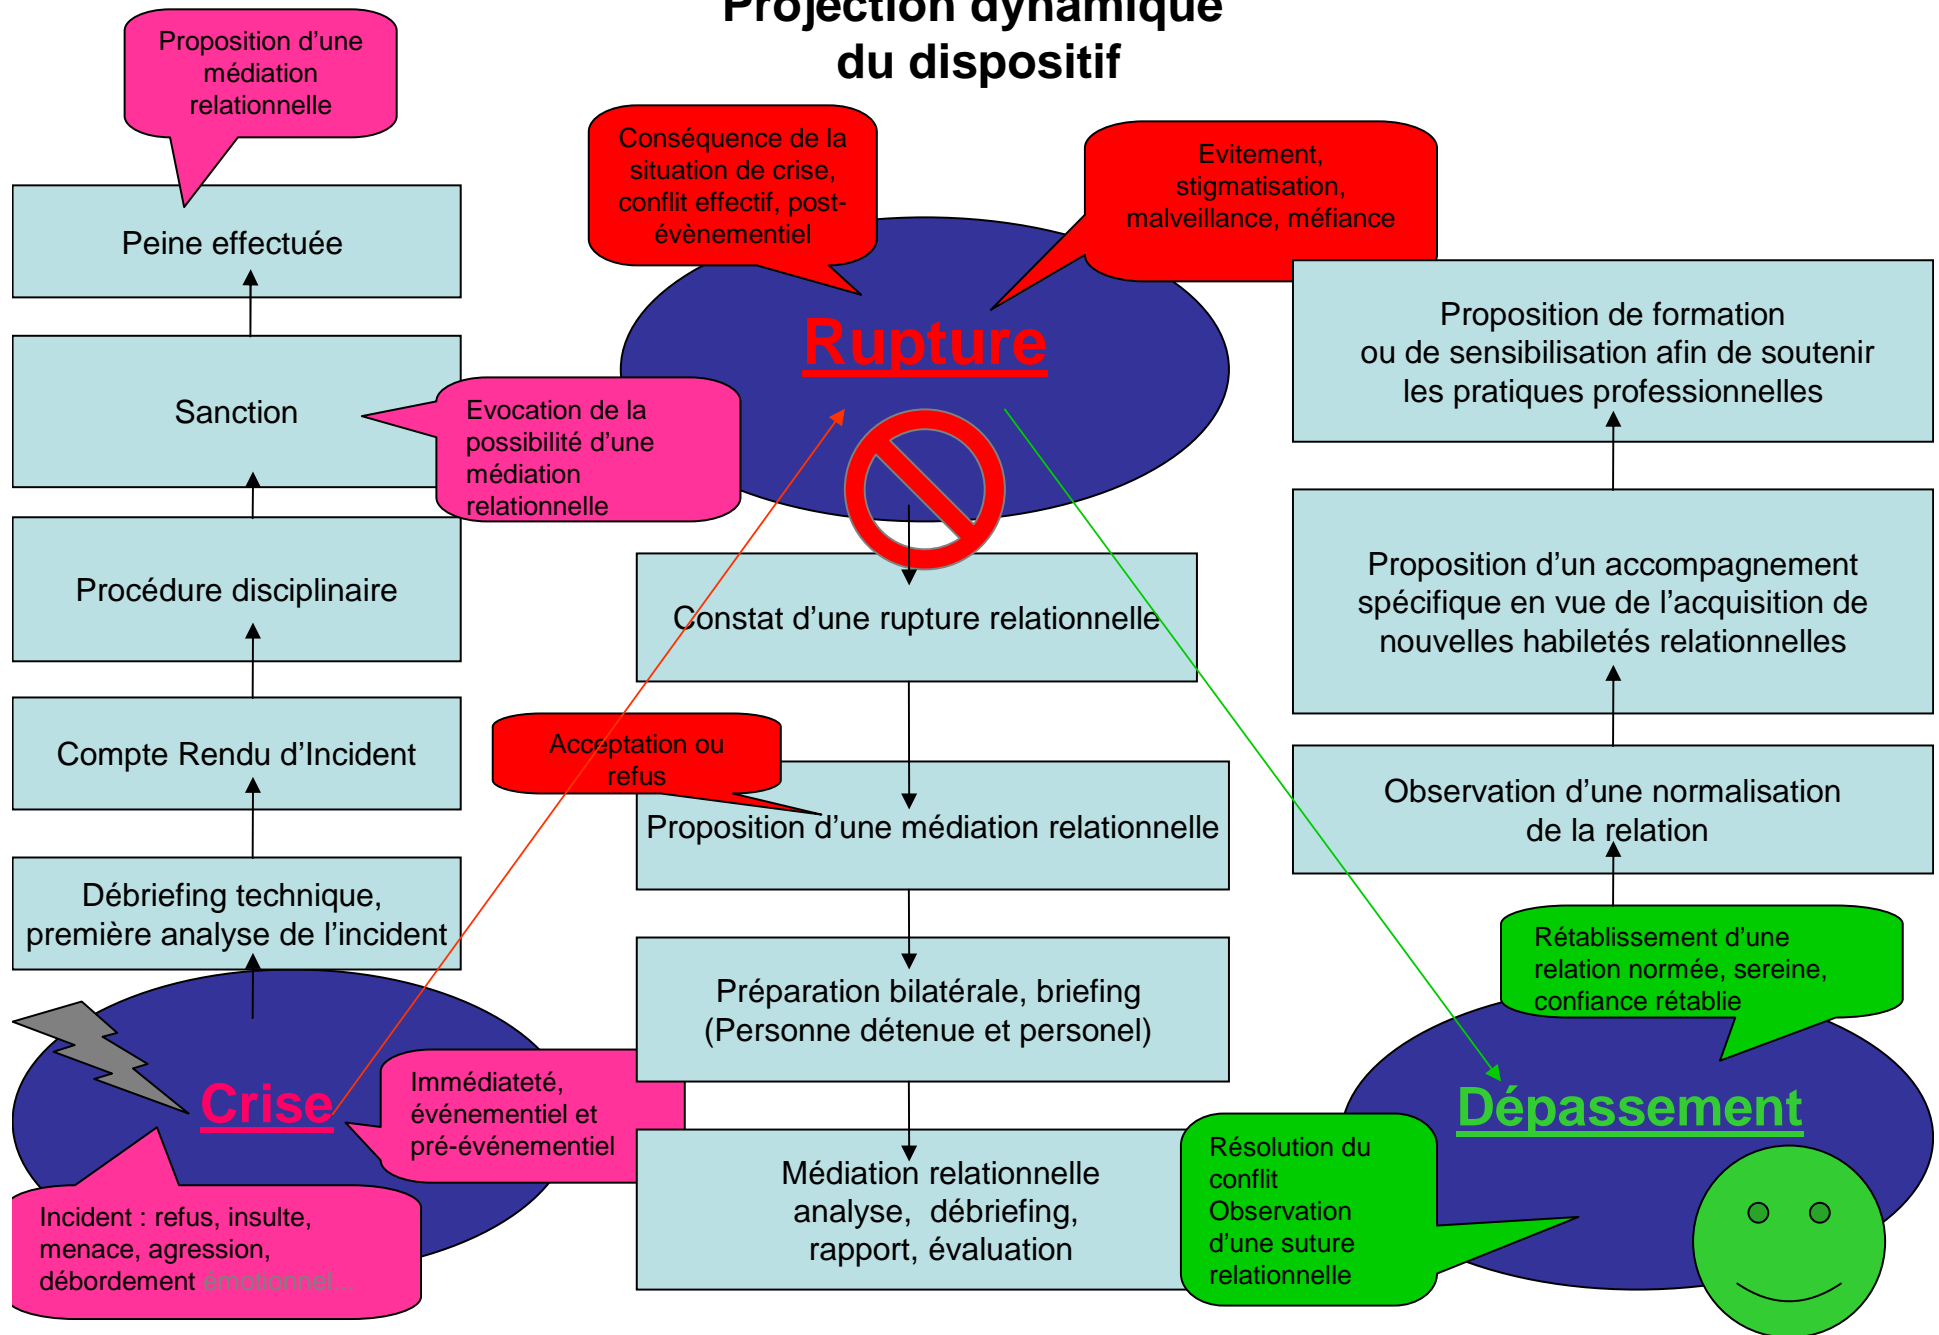 Projection dynamique
du dispositif
Proposition d’une
médiation
relationnelle
Peine effectuée
Sanction
Evocation de la
possibilité d’une
médiation
relationnelle
Procédure disciplinaire
Compte Rendu d’Incident
Débriefing technique,
première analyse de l’incident
Crise
Immédiateté,
événementiel et
pré-événementiel
Incident : refus, insulte,
menace, agression,
débordement émotionnel...
Conséquence de la
situation de crise,
conflit effectif, post-
évènementiel
Evitement,
stigmatisation,
malveillance, méfiance
Rupture
Constat d’une rupture relationnelle
Acceptation ou
refus
Proposition d’une médiation relationnelle
Préparation bilatérale, briefing
(Personne détenue et personel)
Médiation relationnelle
analyse,  débriefing,
rapport, évaluation
Proposition de formation
ou de sensibilisation afin de soutenir
les pratiques professionnelles
Proposition d’un accompagnement
spécifique en vue de l’acquisition de
nouvelles habiletés relationnelles
Observation d’une normalisation
de la relation
Rétablissement d’une
relation normée, sereine,
confiance rétablie
Dépassement
Résolution du
conflit
Observation
d’une suture
relationnelle